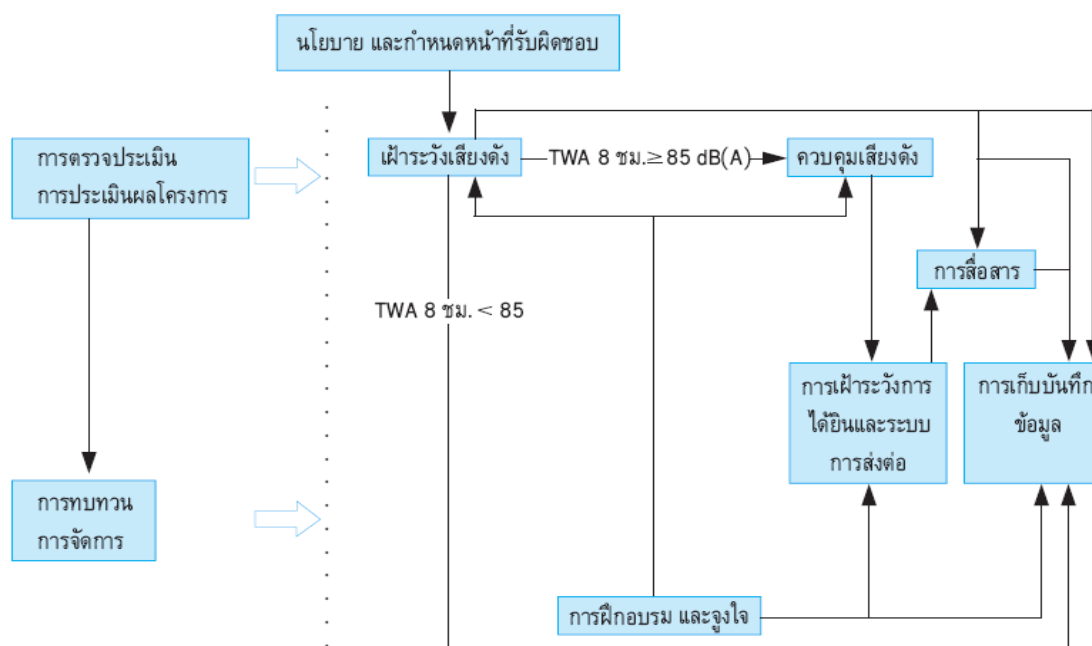 นโยบาย และกำหนดหน้าที่รับผิดชอบ
การตรวจประเมิน
การประเมินผลโครงการ
เฝ้าระวังเสียงดัง
TWA 8 ชม. ≥ 85 dB(A)
ควบคุมเสียงดัง
การสื่อสาร
TWA 8 ชม. < 85
การเฝ้าระวังการ
ได้ยินและระบบ
การส่งต่อ
การเก็บบันทึก
ข้อมูล
การทบทวน
การจัดการ
การฝึกอบรม และจูงใจ